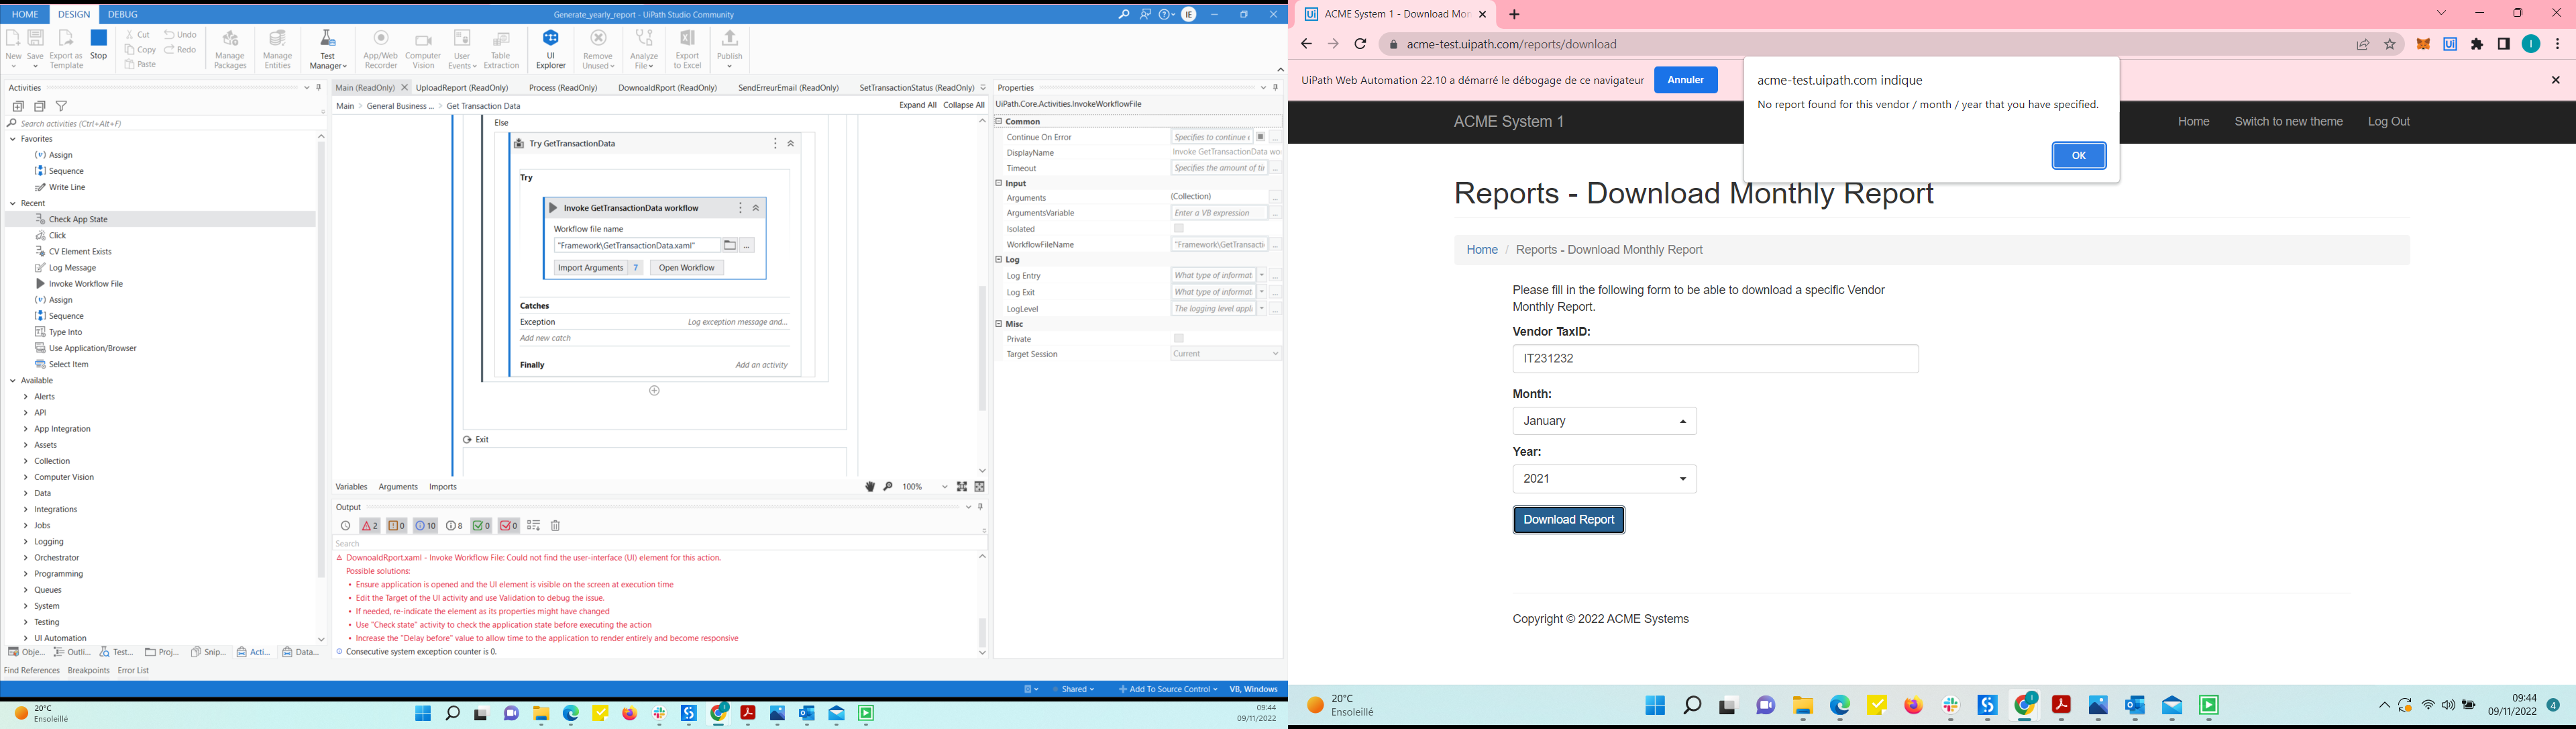 HOME DESIGN DEBUG
Generate_yearly_report - UiPath Studio Community
IE
New Save Export as Template Stop
Cut Copy Paste Undo Redo
Manage Packages
Manage Entities
Test Manager
App/Web Recorder
Computer Vision
User Events
Table Extraction
UI Explorer
Remove Unused
Analyze File
Export to Excel
Publish
Activities
Search activities (Ctrl+Alt+F)
Favorites
(v) Assign
Sequence
Write Line
Recent
Check App State
Click
CV Element Exists
Log Message
Invoke Workflow File
(v) Assign
Sequence
Type Into
Use Application/Browser
Select Item
Available
Alerts
API
App Integration
Assets
Collection
Computer Vision
Data
Integrations
Jobs
Logging
Orchestrator
Programming
Queues
System
Testing
UI Automation
Obje... Outli... Test... Proj... Snip... Acti... Data...
Find References Breakpoints Error List
Main (ReadOnly) UploadReport (ReadOnly) Process (ReadOnly) DownoaldRport (ReadOnly) SendErreurEmail (ReadOnly) SetTransactionStatus (ReadOnly)
Main > General Business ... > Get Transaction Data
Expand All Collapse All
Else
Try GetTransactionData
Try
Invoke GetTransactionData workflow
Workflow file name
"Framework\GetTransactionData.xaml"
...
Import Arguments 7 Open Workflow
Catches
Exception Log exception message and...
Add new catch
Finally Add an activity
Exit
Variables Arguments Imports
100%
Output
2 0 10 8 0 0
Search
DownoaldRport.xaml - Invoke Workflow File: Could not find the user-interface (UI) element for this action.
Possible solutions:
• Ensure application is opened and the UI element is visible on the screen at execution time
• Edit the Target of the UI activity and use Validation to debug the issue.
• If needed, re-indicate the element as its properties might have changed
• Use "Check state" activity to check the application state before executing the action
• Increase the "Delay before" value to allow time to the application to render entirely and become responsive
Consecutive system exception counter is 0.
Properties
UiPath.Core.Activities.InvokeWorkflowFile
Common
Continue On Error Specifies to continue
DisplayName Invoke GetTransactionData wo
Timeout Specifies the amount of ti
Input
Arguments (Collection)
ArgumentsVariable Enter a VB expression
Isolated
WorkflowFileName "Framework\GetTransacti
Log
Log Entry What type of informat
Log Exit What type of informat
LogLevel The logging level appli
Misc
Private
Target Session Current
Shared Add To Source Control VB, Windows
20°C
Ensoleillé
09:44
09/11/2022
Ui ACME System 1 - Download Mon
acme-test.uipath.com/reports/download
Ui I
UiPath Web Automation 22.10 a démarré le débogage de ce navigateur Annuler
acme-test.uipath.com indique
No report found for this vendor / month / year that you have specified.
OK
ACME System 1
Home Switch to new theme Log Out
Reports - Download Monthly Report
Home / Reports - Download Monthly Report
Please fill in the following form to be able to download a specific Vendor
Monthly Report.
Vendor TaxID:
IT231232
Month:
January
Year:
2021
Download Report
Copyright © 2022 ACME Systems
20°C
Ensoleillé
09:44
09/11/2022
4